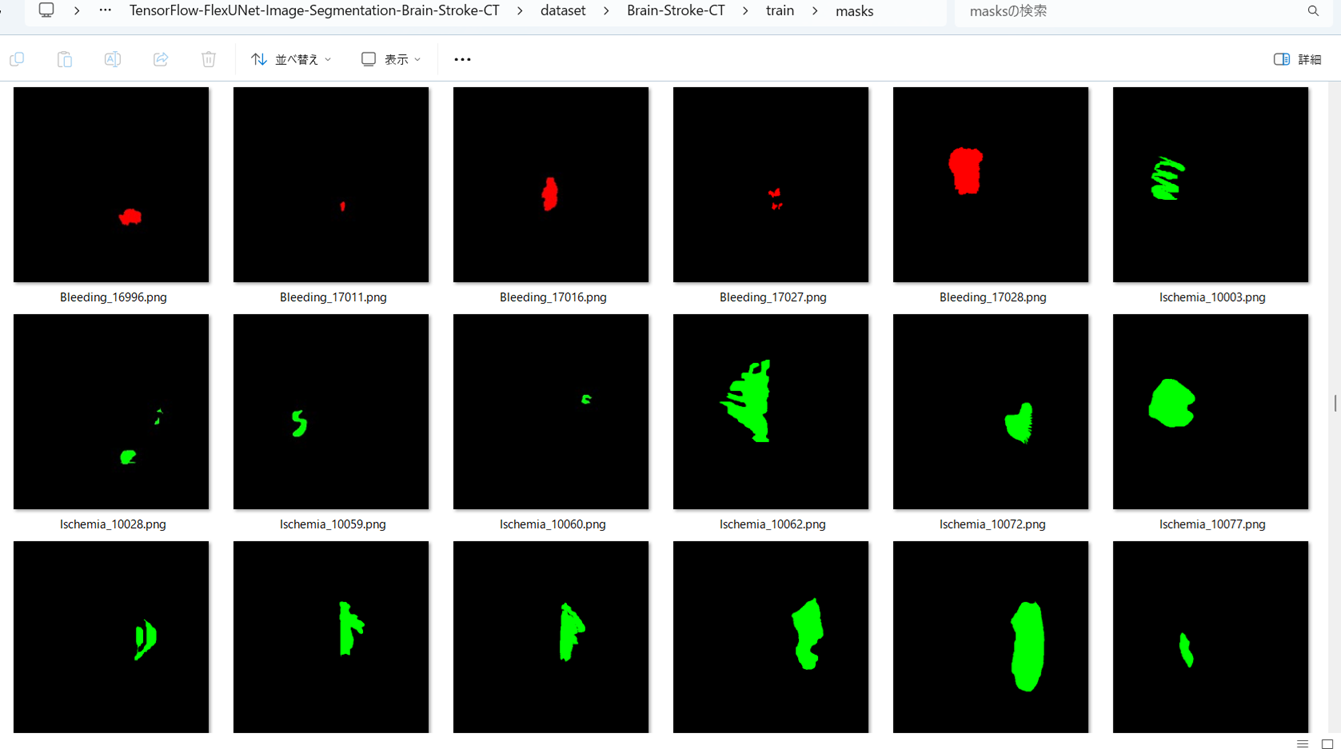 TensorFlow-FlexUNet-Image-Segmentation-Brain-Stroke-CT > dataset > Brain-Stroke-CT > train > masks
masksの検索
並べ替え
表示
詳細
Bleeding_16996.png
Bleeding_17011.png
Bleeding_17016.png
Bleeding_17027.png
Bleeding_17028.png
Ischemia_10003.png
Ischemia_10028.png
Ischemia_10059.png
Ischemia_10060.png
Ischemia_10062.png
Ischemia_10072.png
Ischemia_10077.png